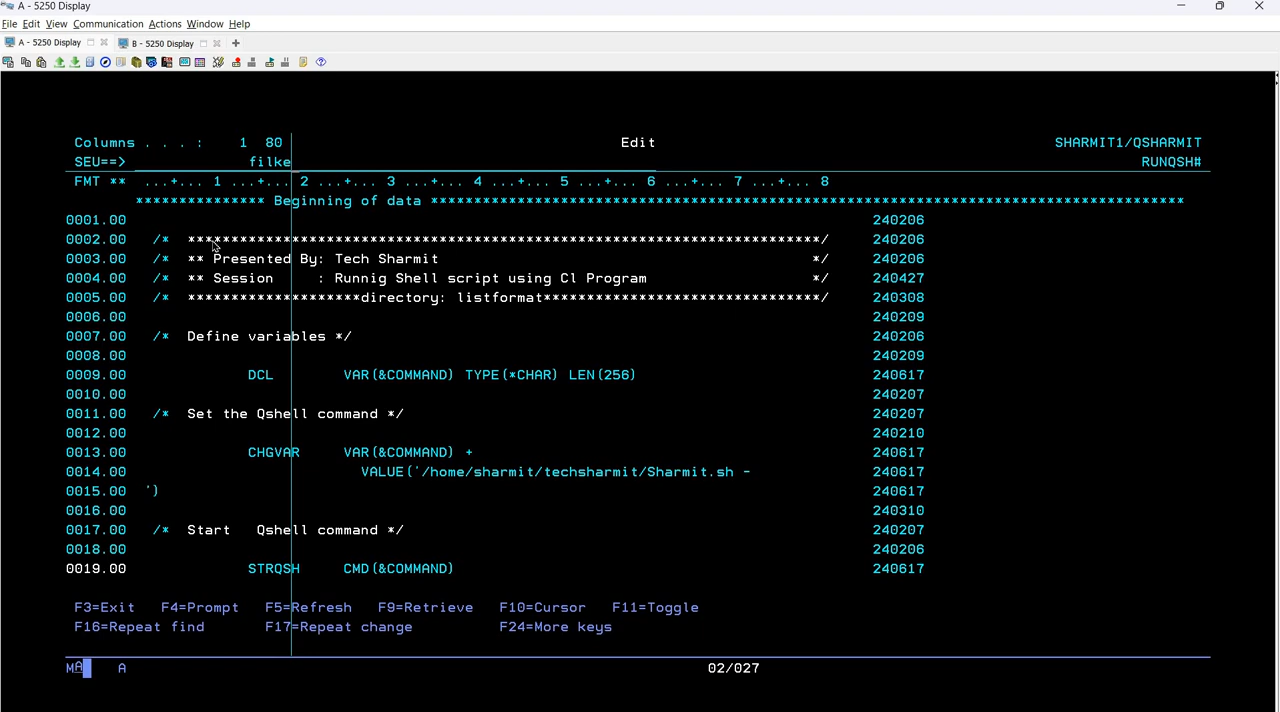 A - 5250 Display
File Edit View Communication Actions Window Help
A - 5250 Display B - 5250 Display
Columns . . . : 1 80 Edit SHARMIT1/QSHARMIT
SEU==> filke RUNQSH#
FMT ** ...+... 1 ...+... 2 ...+... 3 ...+... 4 ...+... 5 ...+... 6 ...+... 7 ...+... 8
*************** Beginning of data ***************************************************************************************
0001.00 240206
0002.00 /* *************************************************************************/ 240206
0003.00 /* ** Presented By: Tech Sharmit */ 240206
0004.00 /* ** Session : Runnig Shell script using Cl Program */ 240427
0005.00 /* ********************directory: listformat********************************/ 240308
0006.00 240209
0007.00 /* Define variables */ 240206
0008.00 240209
0009.00 DCL VAR(&COMMAND) TYPE(*CHAR) LEN(256) 240617
0010.00 240207
0011.00 /* Set the Qshell command */ 240207
0012.00 240210
0013.00 CHGVAR VAR(&COMMAND) + 240617
0014.00 VALUE('/home/sharmit/techsharmit/Sharmit.sh - 240617
0015.00 ') 240617
0016.00 240310
0017.00 /* Start Qshell command */ 240207
0018.00 240206
0019.00 STRQSH CMD(&COMMAND) 240617
F3=Exit F4=Prompt F5=Refresh F9=Retrieve F10=Cursor F11=Toggle
F16=Repeat find F17=Repeat change F24=More keys
MA A 02/027